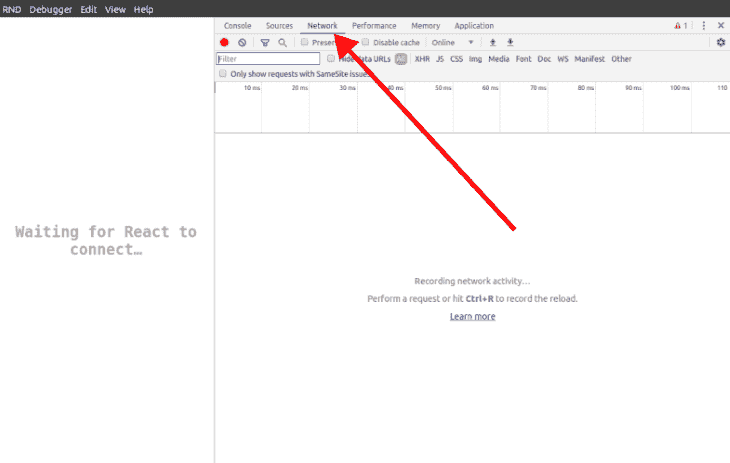 RND Debugger Edit View Help
Console Sources Network Performance Memory Application 1
Disable cache Online
Filter Data URLs All XHR JS CSS Img Media Font Doc WS Manifest Other
Only show requests with SameSite issues
10 ms 20 ms 30 ms 40 ms 50 ms 60 ms 70 ms 80 ms 90 ms 100 ms 110
Waiting for React to
connect…
Recording network activity…
Perform a request or hit Ctrl+R to record the reload.
Learn more